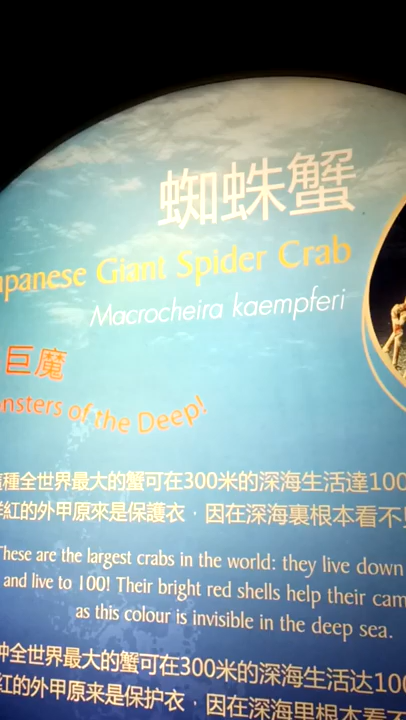 蜘蛛蟹
Japanese Giant Spider Crab
Macrocheira kaempferi
巨魔
nsters of the Deep!
種全世界最大的蟹可在300米的深海生活達100
紅的外甲原來是保護衣，因在深海裏根本看不
These are the largest crabs in the world: they live down
and live to 100! Their bright red shells help their cam
as this colour is invisible in the deep sea.
种全世界最大的蟹可在300米的深海生活达100
红的外甲原来是保护衣，因在深海里根本看不